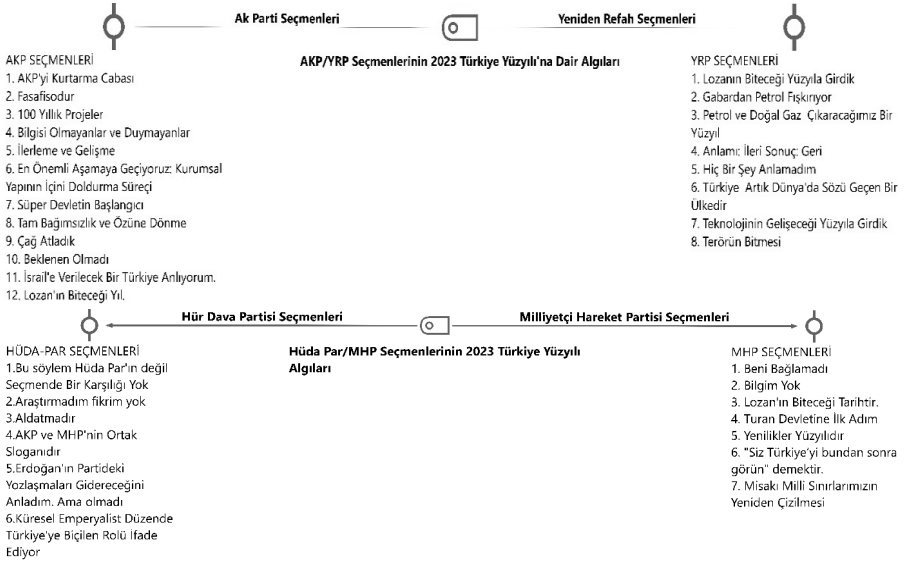 Ak Parti Seçmenleri
Yeniden Refah Seçmenleri
AKP/YRP Seçmenlerinin 2023 Türkiye Yüzyılı'na Dair Algıları
AKP SEÇMENLERİ
1. AKP'yi Kurtarma Cabası
2. Fasafisodur
3. 100 Yıllık Projeler
4. Bilgisi Olmayanlar ve Duymayanlar
5. İlerleme ve Gelişme
6. En Önemli Aşamaya Geçiyoruz: Kurumsal
Yapının İçini Doldurma Süreçi
7. Süper Devletin Başlangıcı
8. Tam Bağımsızlık ve Özüne Dönme
9. Çağ Atladık
10. Beklenen Olmadı
11. İsrail'e Verilecek Bir Türkiye Anlıyorum.
12. Lozan'ın Biteceği Yıl.
YRP SEÇMENLERİ
1. Lozanın Biteceği Yüzyıla Girdik
2. Gabardan Petrol Fışkırıyor
3. Petrol ve Doğal Gaz Çıkaracağımız Bir
Yüzyıl
4. Anlamı: İleri Sonuç: Geri
5. Hiç Bir Şey Anlamadım
6. Türkiye Artık Dünya'da Sözü Geçen Bir
Ülkedir
7. Teknolojinin Gelişeceği Yüzyıla Girdik
8. Terörün Bitmesi
Hür Dava Partisi Seçmenleri
Milliyetçi Hareket Partisi Seçmenleri
Hüda Par/MHP Seçmenlerinin 2023 Türkiye Yüzyılı
Algıları
HÜDA-PAR SEÇMENLERİ
1.Bu söylem Hüda Par'ın değil
Seçmende Bir Karşılığı Yok
2.Araştırmadım fikrim yok
3.Aldatmadır
4.AKP ve MHP'nin Ortak
Sloganıdır
5.Erdoğan'ın Partideki
Yozlaşmaları Gidereceğini
Anladım. Ama olmadı
6.Küresel Emperyalist Düzende
Türkiye'ye Biçilen Rolü İfade
Ediyor
MHP SEÇMENLERİ
1. Beni Bağlamadı
2. Bilgim Yok
3. Lozan'ın Biteceği Tarihtir.
4. Turan Devletine İlk Adım
5. Yenilikler Yüzyılıdır
6. "Siz Türkiye'yi bundan sonra
görün" demektir.
7. Misakı Milli Sınırlarımızın
Yeniden Çizilmesi